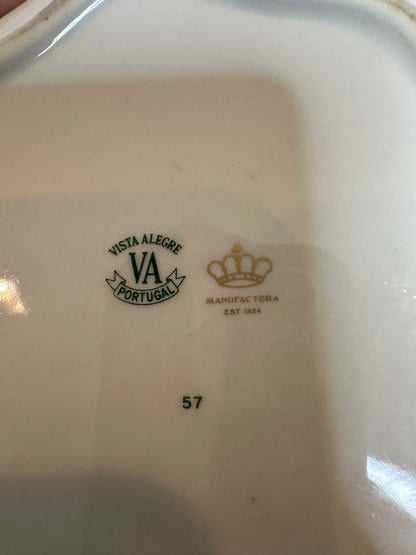 VISTA ALEGRE
VA
PORTUGAL
MANUFACTURA
EST 1824
57